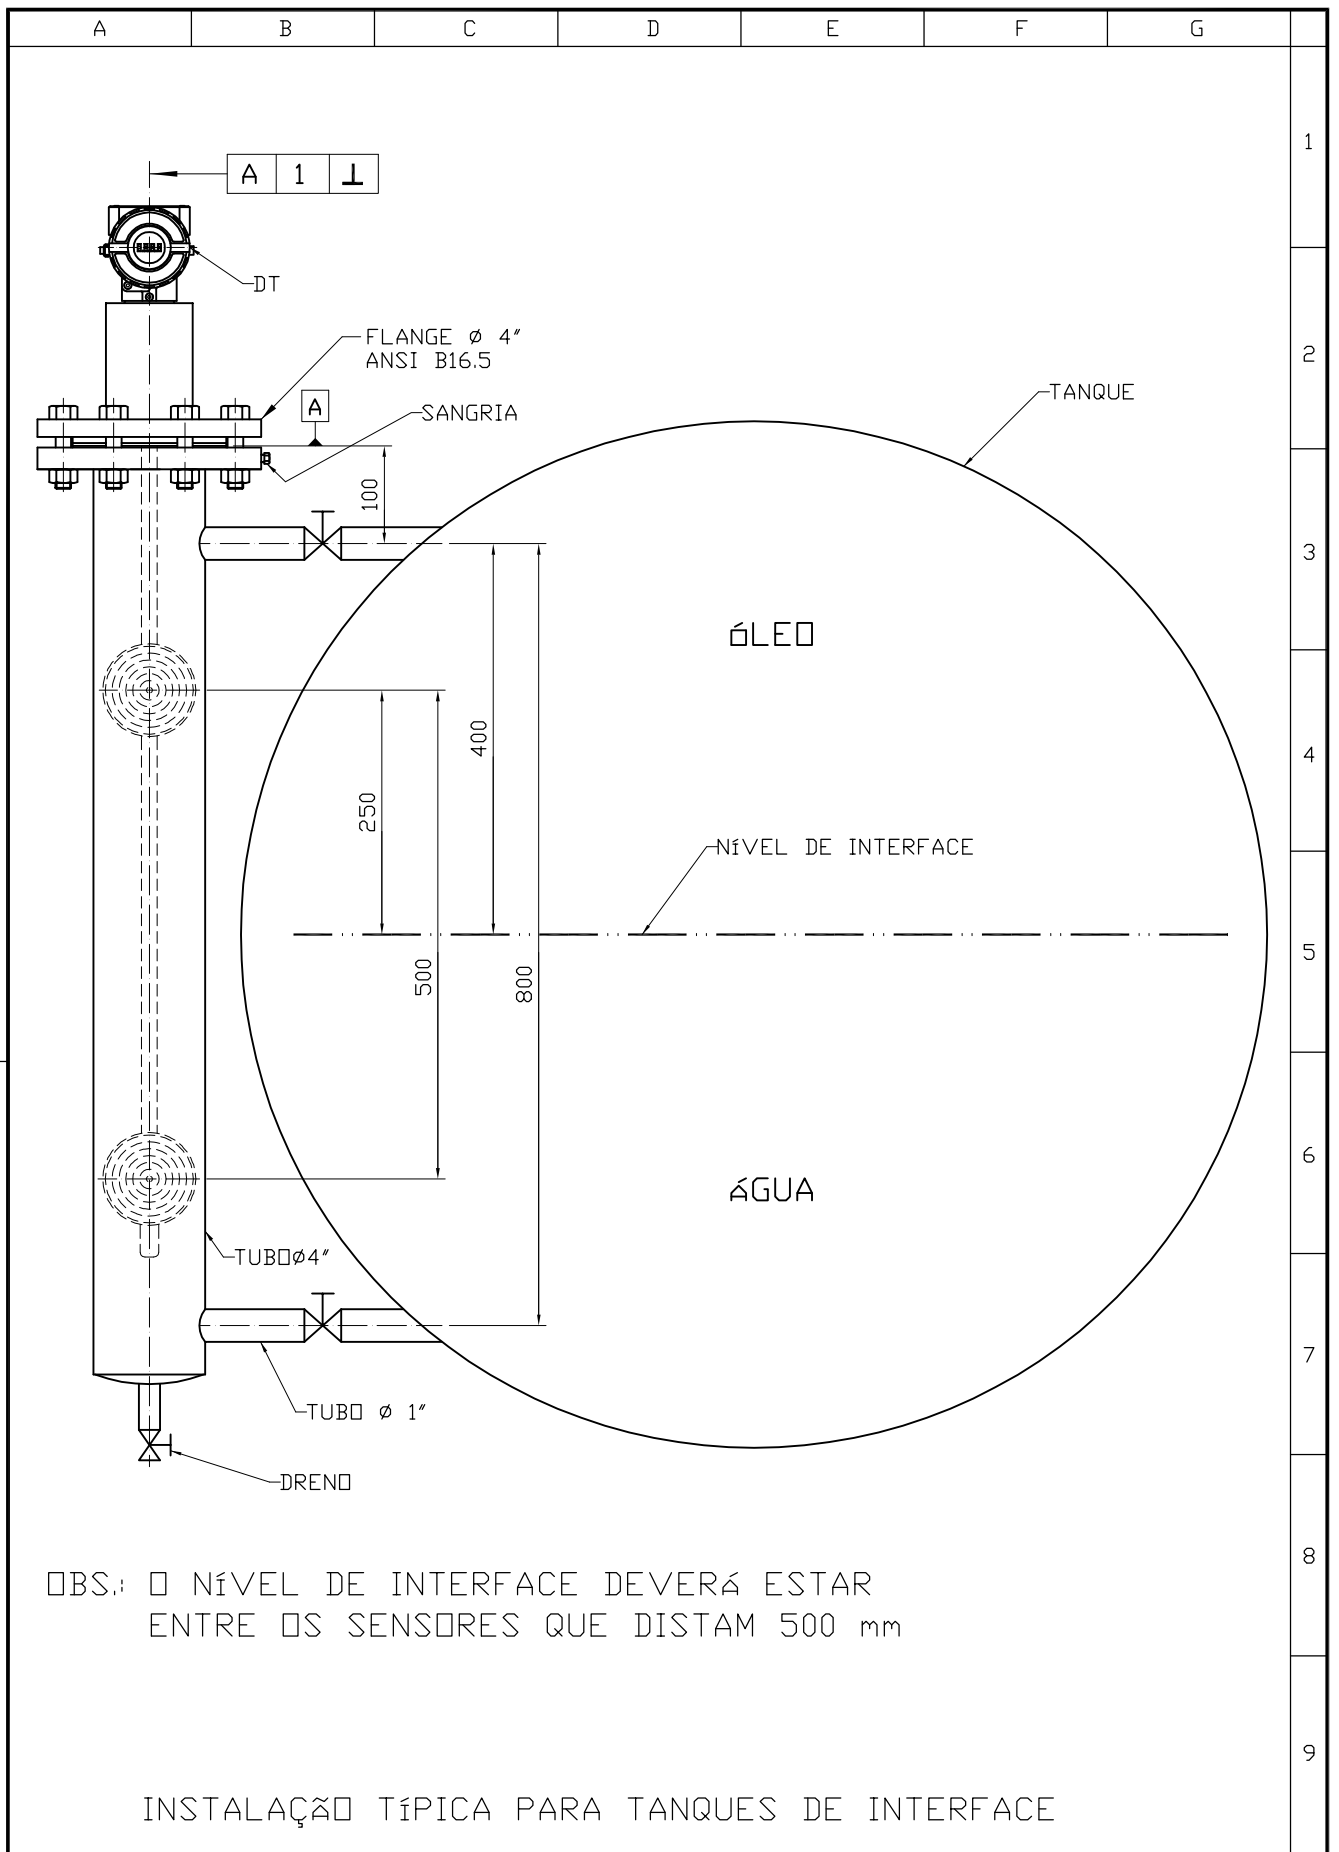 A B C D E F G
1
A 1 ⊥
DT
FLANGE Ø 4"
ANSI B16.5
2
A
SANGRIA
TANQUE
100
3
ÓLEO
400
4
250
NÍVEL DE INTERFACE
5
500
800
6
ÁGUA
TUBOØ4"
7
TUBO Ø 1"
DRENO
8
OBS.: O NÍVEL DE INTERFACE DEVERÁ ESTAR
ENTRE OS SENSORES QUE DISTAM 500 mm
9
INSTALAÇÃO TÍPICA PARA TANQUES DE INTERFACE